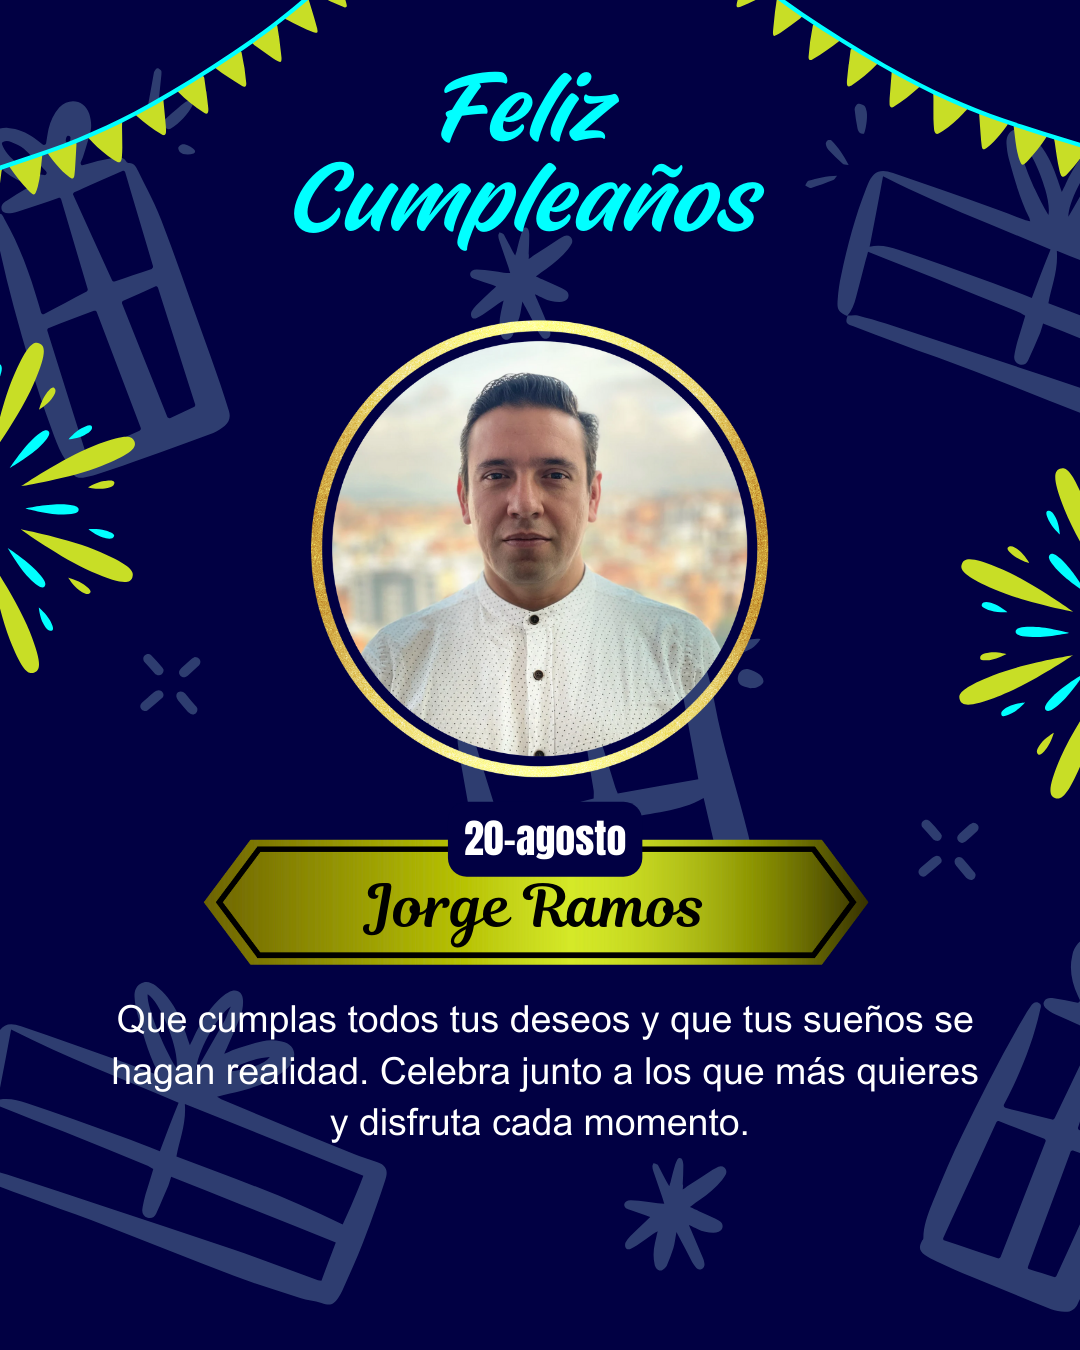 Feliz
Cumpleaños
20-agosto
Jorge Ramos
Que cumplas todos tus deseos y que tus sueños se
hagan realidad. Celebra junto a los que más quieres
y disfruta cada momento.